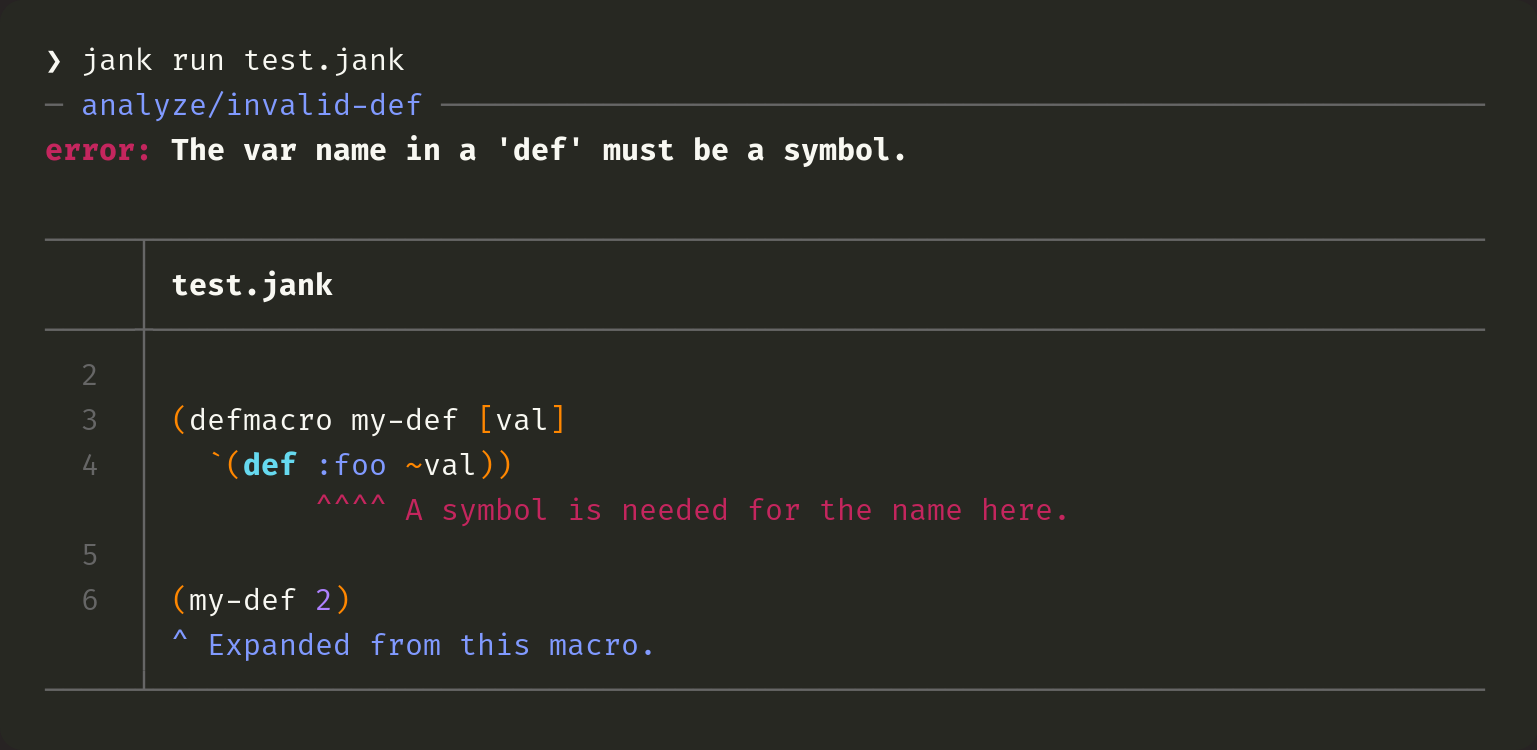 ❯ jank run test.jank
─ analyze/invalid-def ─
error: The var name in a 'def' must be a symbol.
test.jank
2
3 (defmacro my-def [val]
4   `(def :foo ~val))
^^^^ A symbol is needed for the name here.
5
6 (my-def 2)
^ Expanded from this macro.